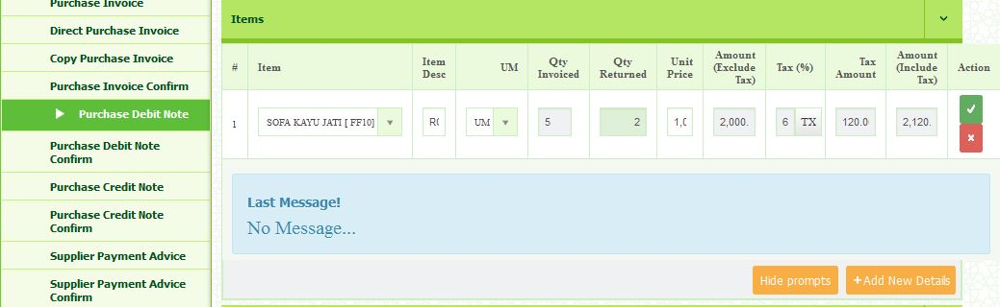 Purchase Invoice
Direct Purchase Invoice
Copy Purchase Invoice
Purchase Invoice Confirm
Purchase Debit Note
Purchase Debit Note
Confirm
Purchase Credit Note
Purchase Credit Note
Confirm
Supplier Payment Advice
Supplier Payment Advice
Confirm
Items
# Item Item Desc UM Qty Invoiced Qty Returned Unit Price Amount (Exclude Tax) Tax (%) Tax Amount Amount (Include Tax) Action
1 SOFA KAYU JATI [ FF10] UM 5 2 2,000. 6 TX 120.0 2,120.
Last Message!
No Message...
Hide prompts +Add New Details